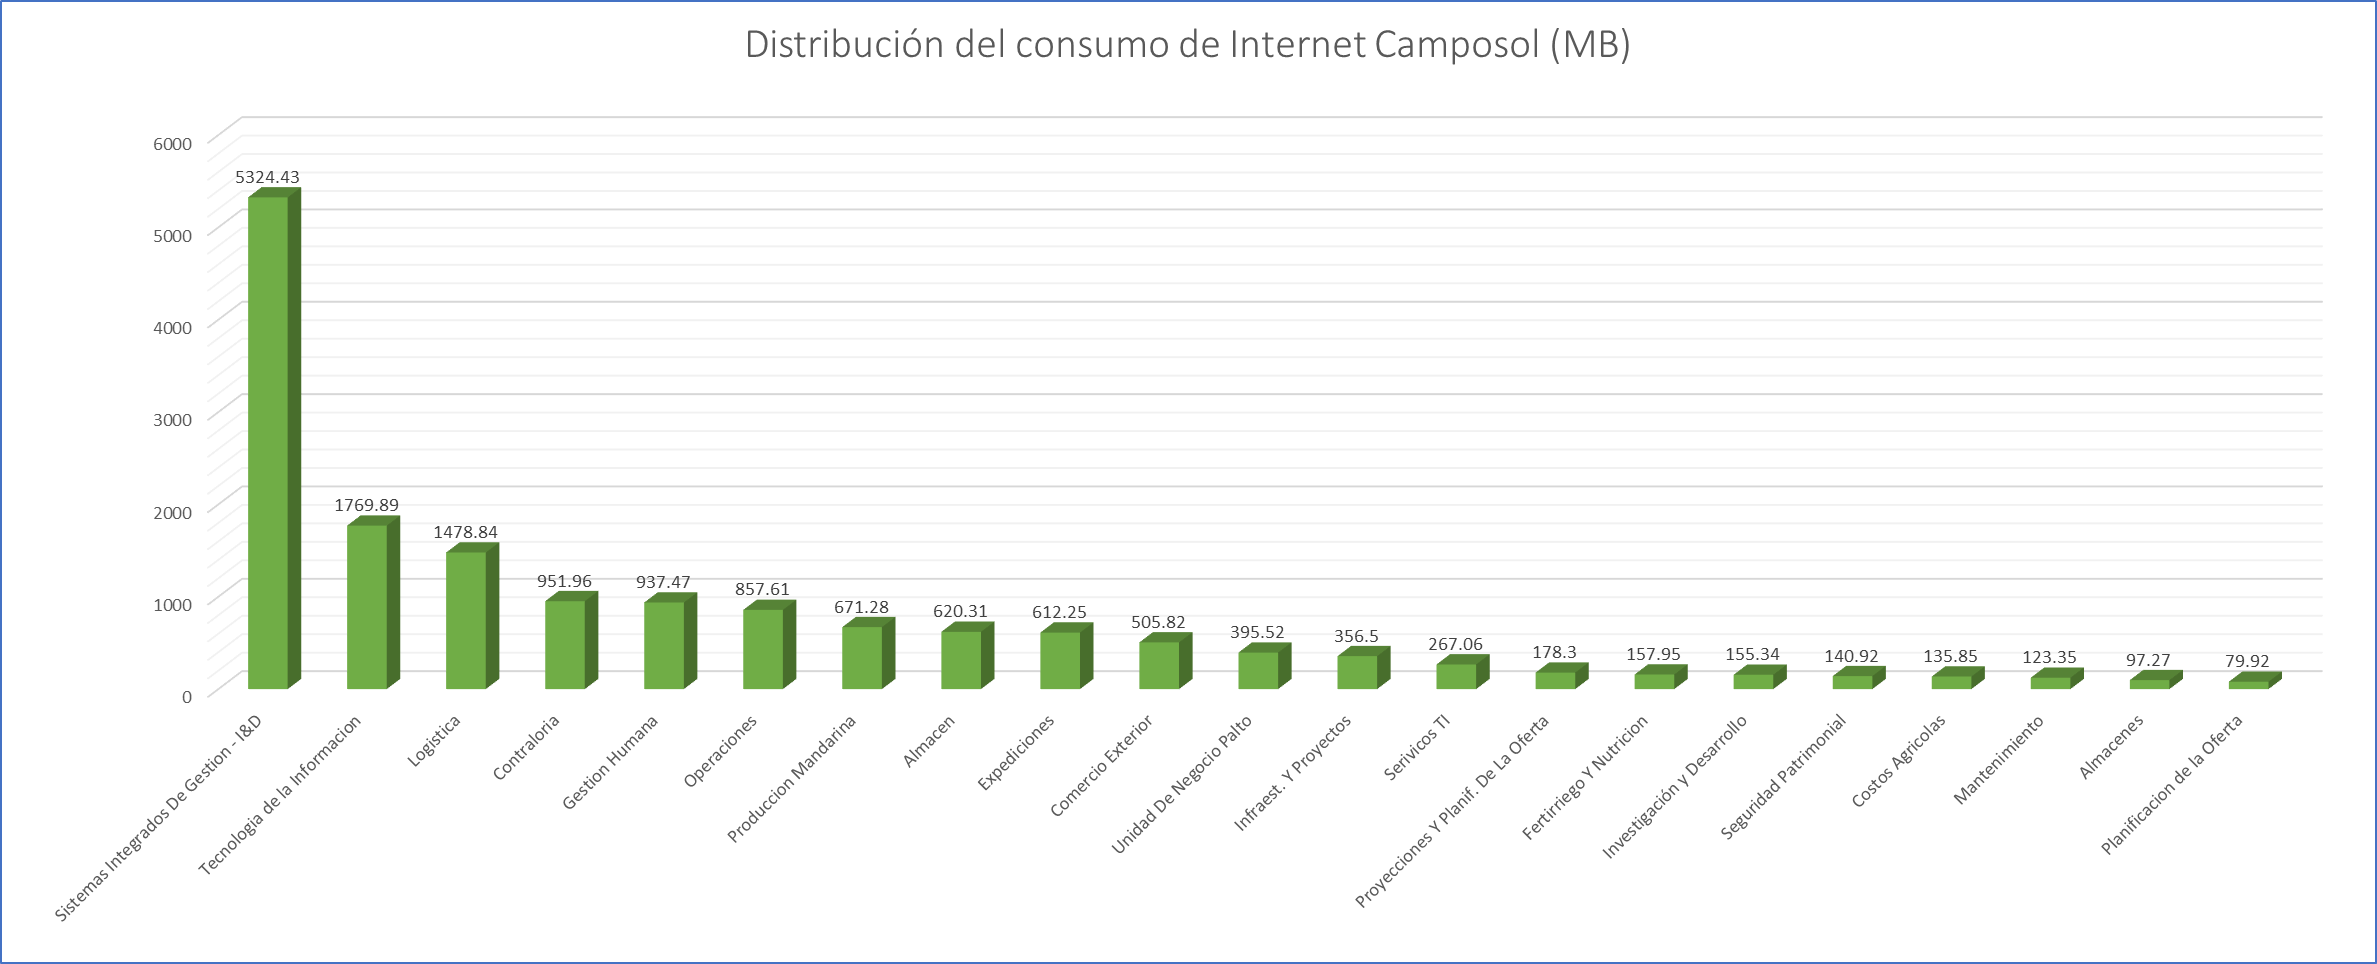 Distribución del consumo de Internet Camposol (MB)
6000
5000
4000
3000
2000
1000
0
5324.43
1769.89
1478.84
951.96
937.47
857.61
671.28
620.31
612.25
505.82
395.52
356.5
267.06
178.3
157.95
155.34
140.92
135.85
123.35
97.27
79.92
Sistemas Integrados De Gestion - I&D
Tecnologia de la Informacion
Logistica
Contraloria
Gestion Humana
Operaciones
Produccion Mandarina
Almacen
Expediciones
Comercio Exterior
Unidad De Negocio Palto
Infraest. Y Proyectos
Serivicos TI
Proyecciones Y Planif. De La Oferta
Fertirriego Y Nutricion
Investigación y Desarrollo
Seguridad Patrimonial
Costos Agricolas
Mantenimiento
Almacenes
Planificacion de la Oferta